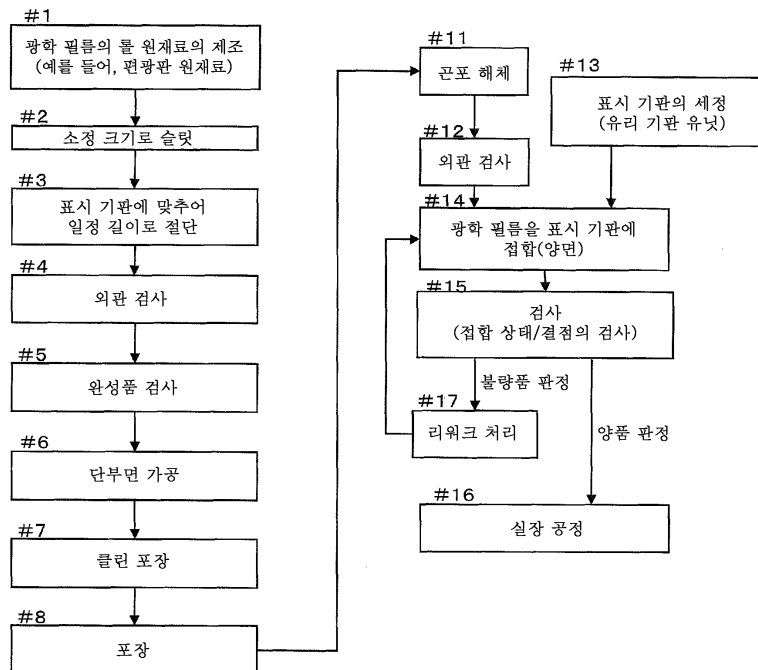 #1
광학 필름의 롤 원재료의 제조
(예를 들어, 편광판 원재료)
#2
소정 크기로 슬릿
#3
표시 기판에 맞추어
일정 길이로 절단
#4
외관 검사
#5
완성품 검사
#6
단부면 가공
#7
클린 포장
#8
포장
#11
곤포 해체
#12
외관 검사
#13
표시 기판의 세정
(유리 기판 유닛)
#14
광학 필름을 표시 기판에
접합(양면)
#15
검사
(접합 상태/결점의 검사)
불량품 판정
#17
리워크 처리
양품 판정
#16
실장 공정